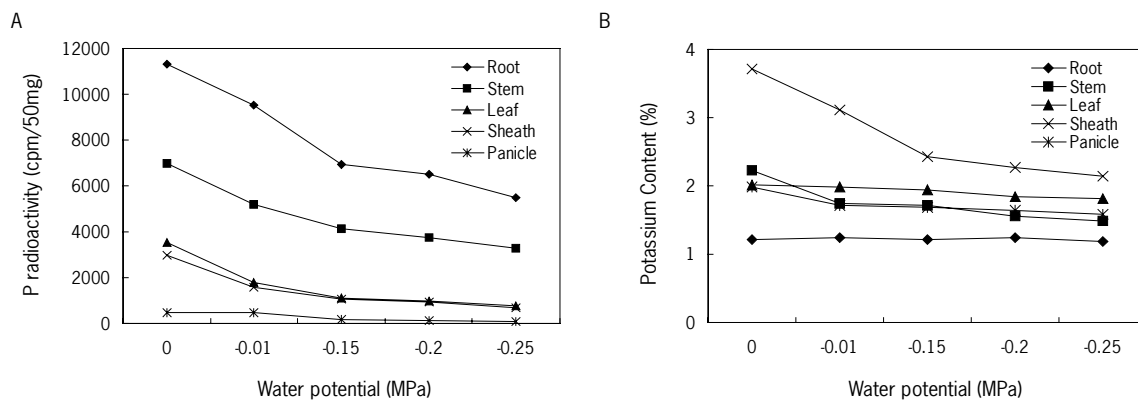 A
P radioactivity (cpm/50mg)
12000
10000
8000
6000
4000
2000
0
Root
Stem
Leaf
Sheath
Panicle
0 -0.01 -0.15 -0.2 -0.25
Water potential (MPa)
B
Potassium Content (%)
4
3
2
1
0
Root
Stem
Leaf
Sheath
Panicle
0 -0.01 -0.15 -0.2 -0.25
Water potential (MPa)